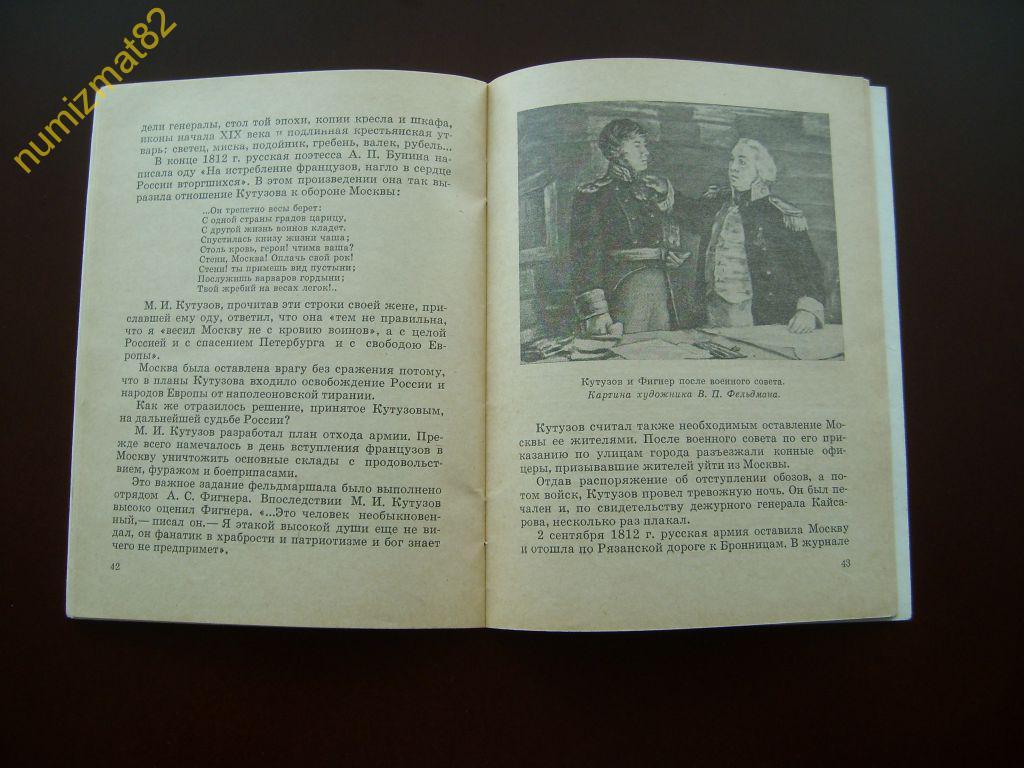 numizmat82
дели генералы, стол той эпохи, копии кресла и шкафа,
иконы начала XIX века и подлинная крестьянская ут-
варь: светец, миска, подойник, гребень, валек, рубель...
В конце 1812 г. русская поэтесса А. П. Бунина на-
писала оду «На истребление французов, нагло в сердце
России вторгшихся». В этом произведении она так вы-
разила отношение Кутузова к обороне Москвы:
...Он трепетно весы берет:
С одной страны градов царицу,
С другой жизнь воинов кладет.
Спустилась книзу жизни чаша;
Столь кровь, герои! чтима ваша?
Стени, Москва! Оплачь свой рок!
Стени! ты примешь вид пустыни;
Послужишь варваров гордыни;
Твой жребий на весах легок!..
М. И. Кутузов, прочитав эти строки своей жене, при-
славшей ему оду, ответил, что она «тем не правильна,
что я «весил Москву не с кровию воинов», а с целой
Россией и с спасением Петербурга и с свободою Ев-
ропы».
Москва была оставлена врагу без сражения потому,
что в планы Кутузова входило освобождение России и
народов Европы от наполеоновской тирании.
Как же отразилось решение, принятое Кутузовым,
на дальнейшей судьбе России?
М. И. Кутузов разработал план отхода армии. Пре-
жде всего намечалось в день вступления французов в
Москву уничтожить основные склады с продовольст-
вием, фуражом и боеприпасами.
Это важное задание фельдмаршала было выполнено
отрядом А. С. Фигнера. Впоследствии М. И. Кутузов
высоко оценил Фигнера. «...Это человек необыкновен-
ный,— писал он.— Я этакой высокой души еще не ви-
дал, он фанатик в храбрости и патриотизме и бог знает
чего не предпримет».
42
Кутузов и Фигнер после военного совета.
Картина художника В. П. Фельдмана.
Кутузов считал также необходимым оставление Мо-
сквы ее жителями. После военного совета по его при-
казанию по улицам города разъезжали конные офи-
церы, призывавшие жителей уйти из Москвы.
Отдав распоряжение об отступлении обозов, а по-
том войск, Кутузов провел тревожную ночь. Он был пе-
чален и, по свидетельству дежурного генерала Кайса-
рова, несколько раз плакал.
2 сентября 1812 г. русская армия оставила Москву
и отошла по Рязанской дороге к Бронницам. В журнале
43